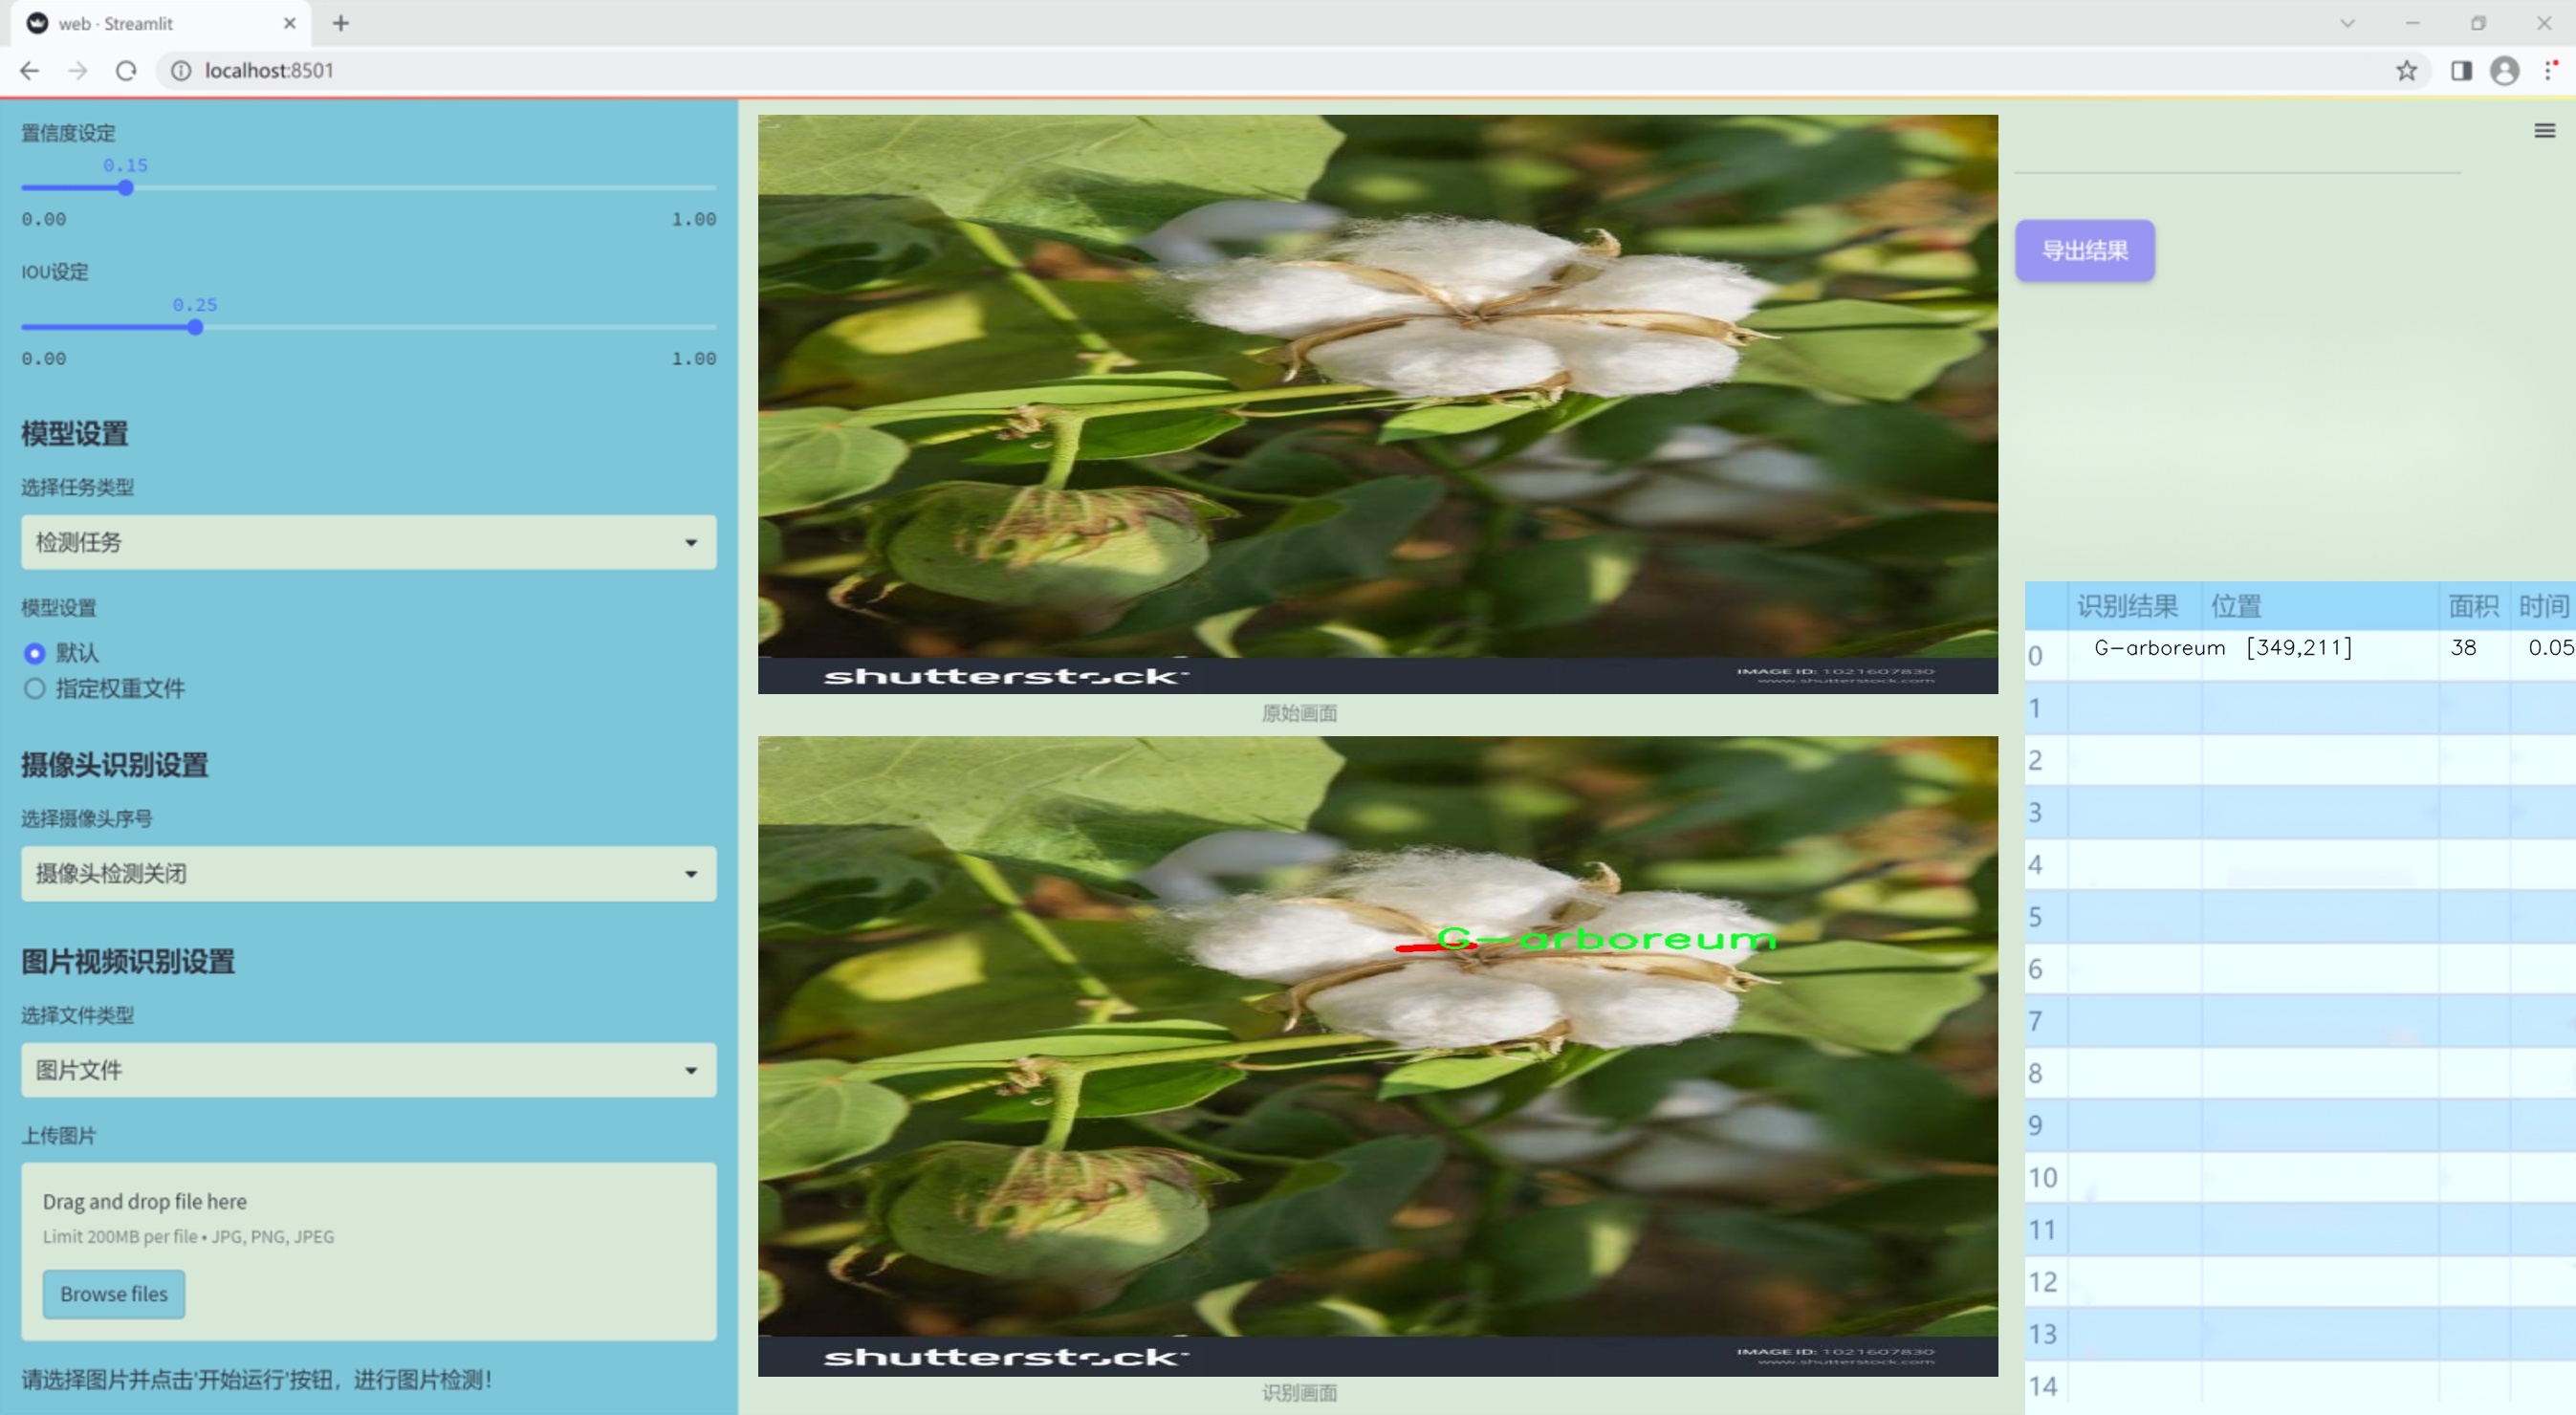 web · Streamlit
localhost:8501
置信度设定
0.15
0.00 1.00
IOU设定
0.25
0.00 1.00
模型设置
选择任务类型
检测任务
模型设置
默认
指定权重文件
摄像头识别设置
选择摄像头序号
摄像头检测关闭
图片视频识别设置
选择文件类型
图片文件
上传图片
Drag and drop file here
Limit 200MB per file • JPG, PNG, JPEG
Browse files
请选择图片并点击'开始运行'按钮，进行图片检测！
shutterstock
IMAGE ID: 1021607830
www.shutterstock.com
原始画面
G-arboreum
shutterstock
IMAGE ID: 1021607830
www.shutterstock.com
识别画面
导出结果
识别结果 位置 面积 时间
0 G-arboreum [349,211] 38 0.05
1
2
3
4
5
6
7
8
9
10
11
12
13
14